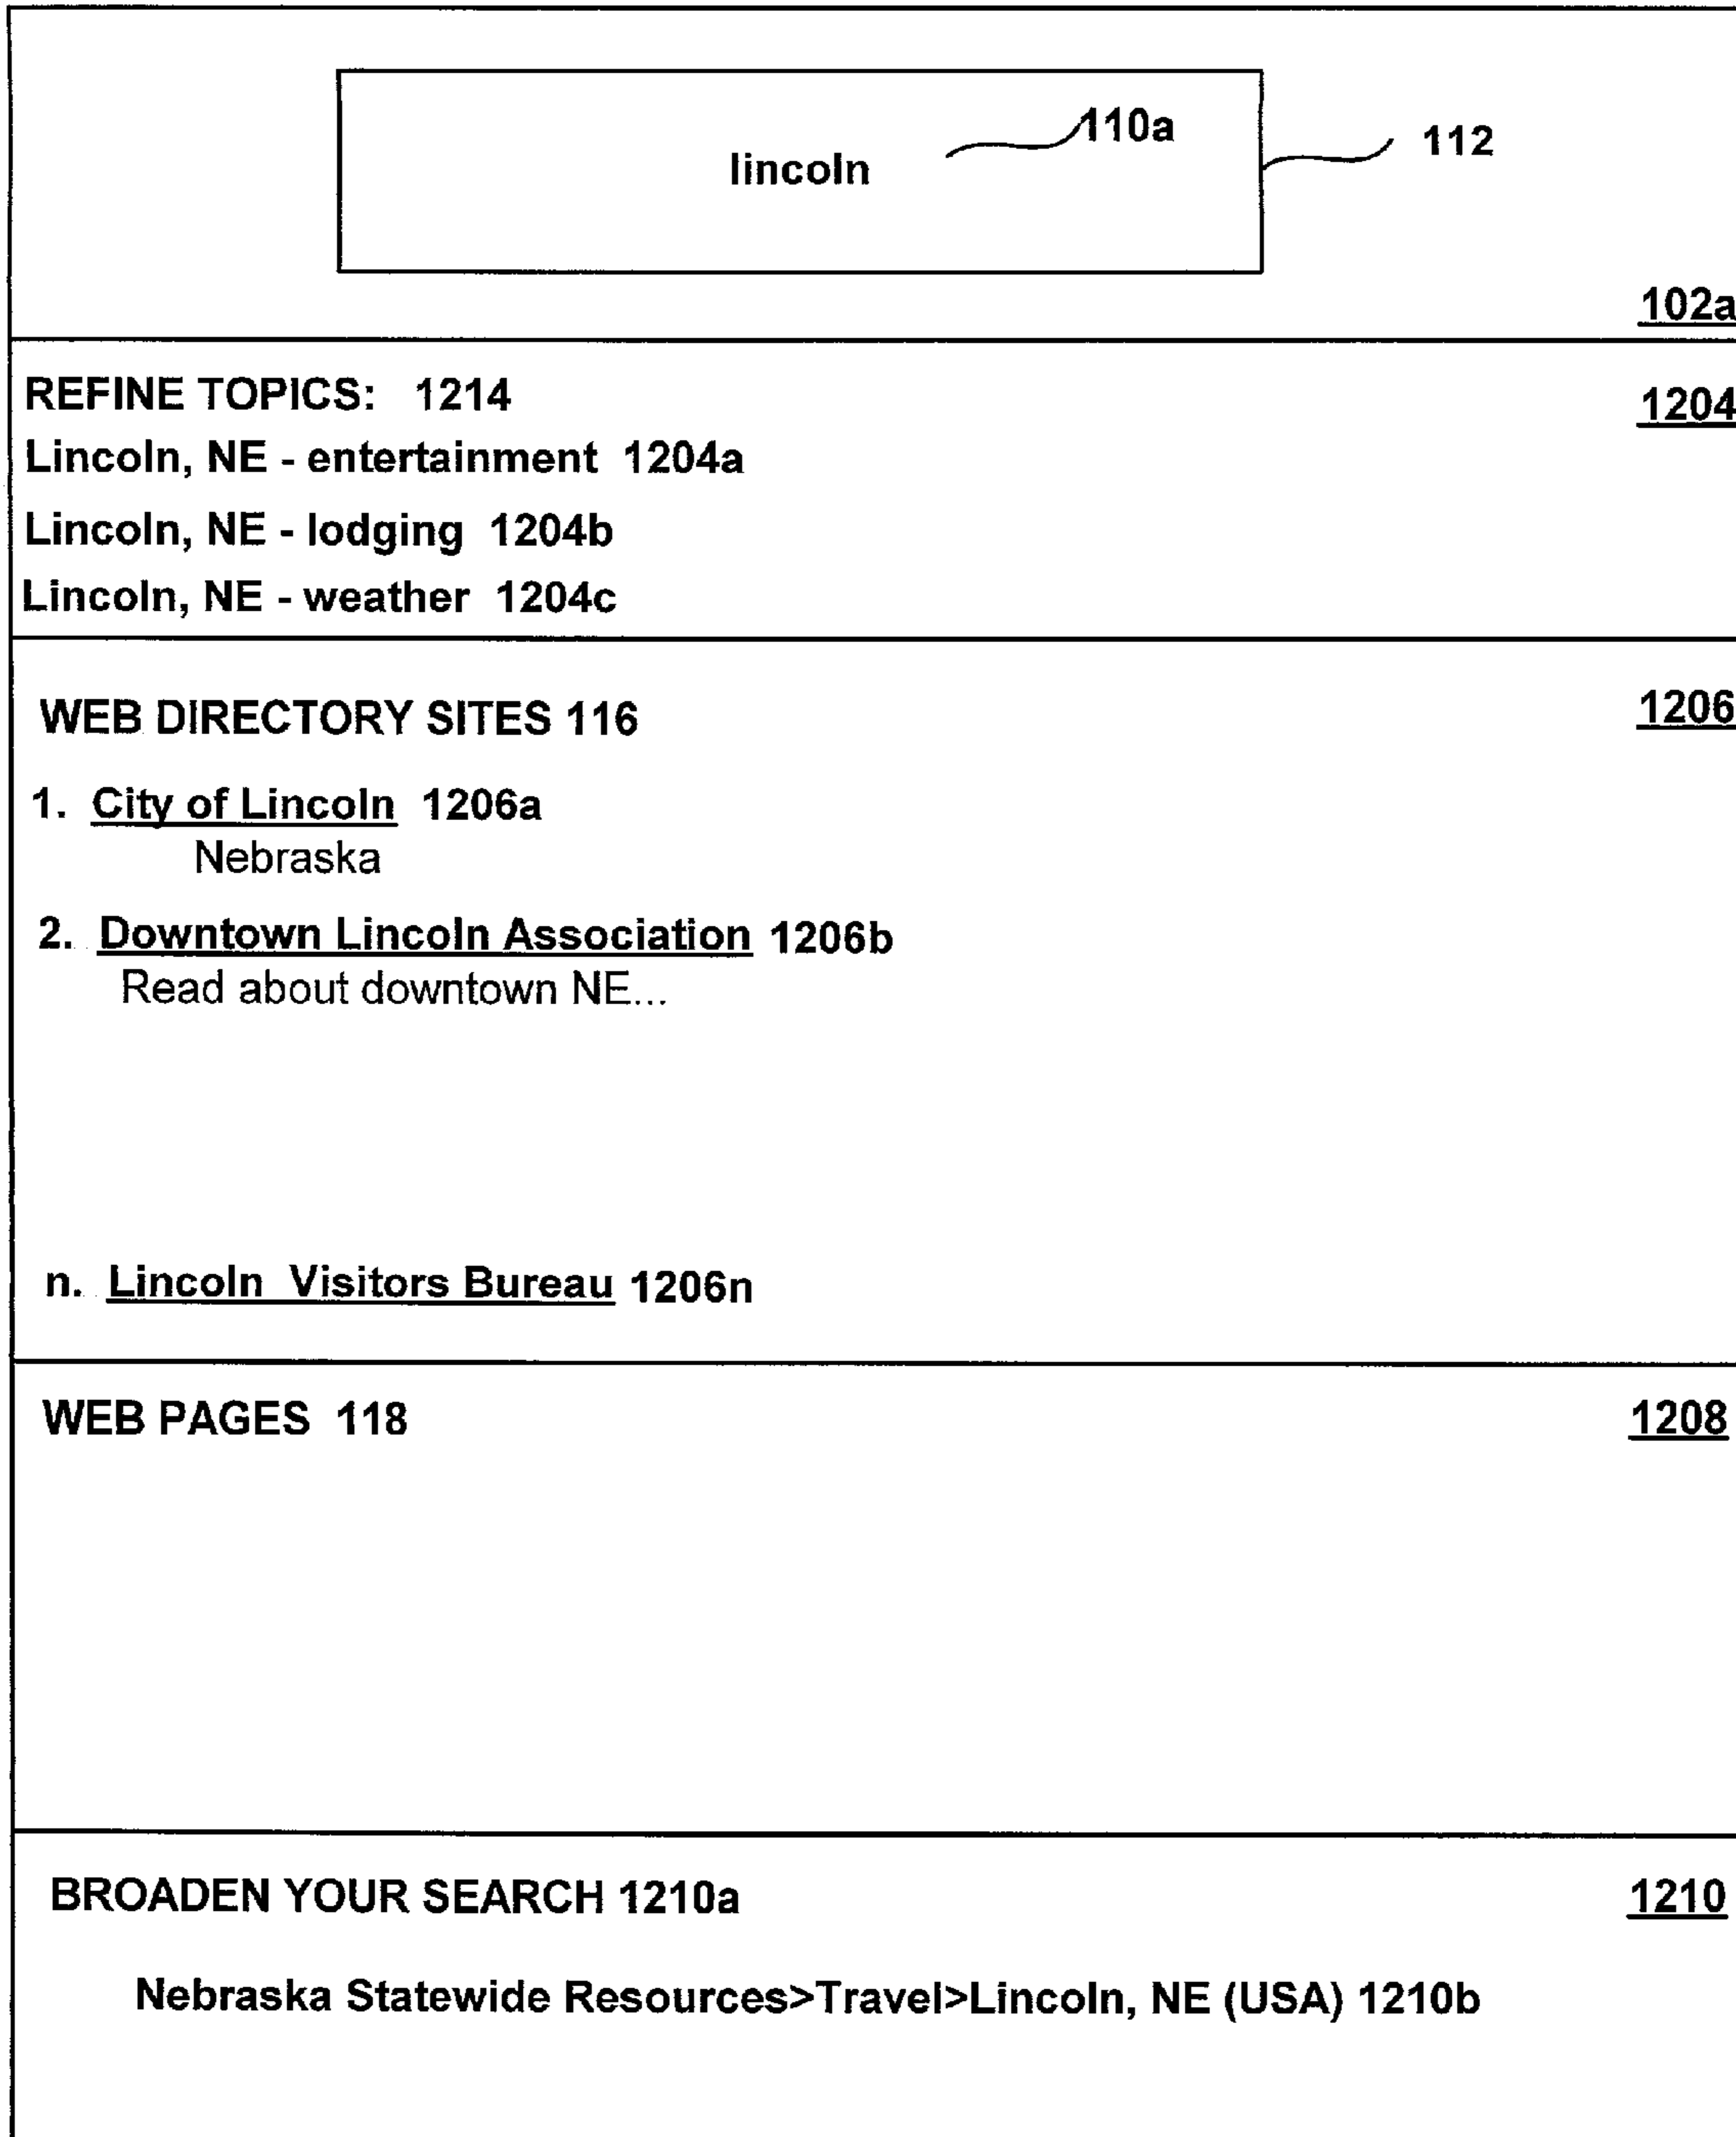 110a
lincoln
112
102a
REFINE TOPICS: 1214
1204
Lincoln, NE - entertainment 1204a
Lincoln, NE - lodging 1204b
Lincoln, NE - weather 1204c
WEB DIRECTORY SITES 116
1206
1. City of Lincoln 1206a
Nebraska
2. Downtown Lincoln Association 1206b
Read about downtown NE...
n. Lincoln Visitors Bureau 1206n
WEB PAGES 118
1208
BROADEN YOUR SEARCH 1210a
1210
Nebraska Statewide Resources>Travel>Lincoln, NE (USA) 1210b